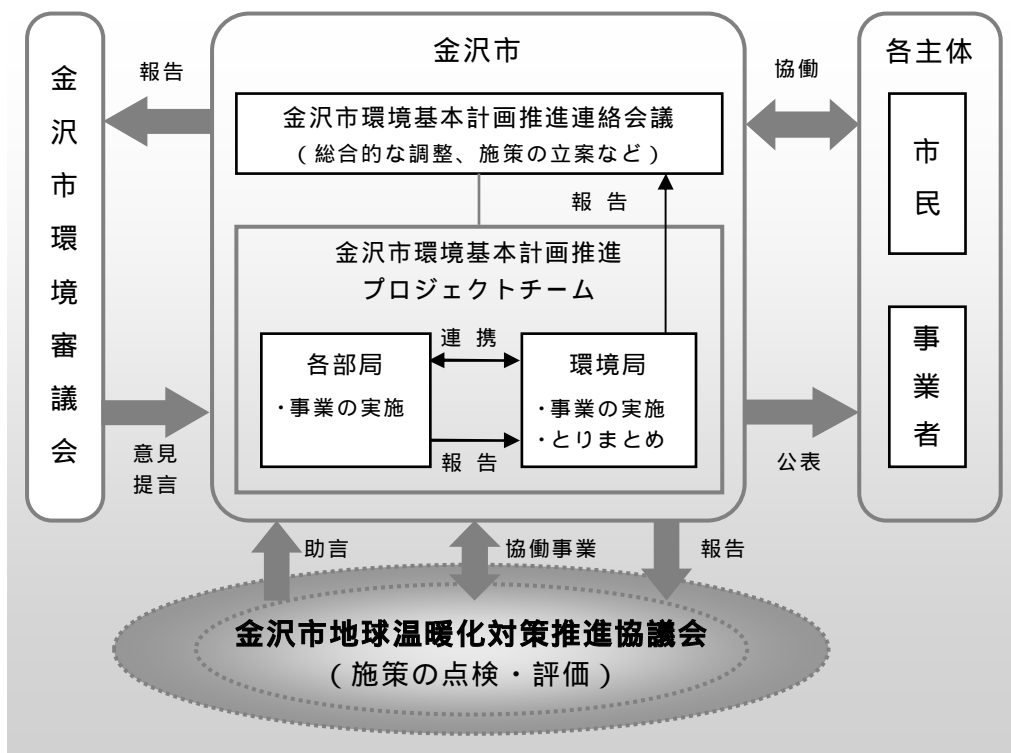 金沢市環境審議会
報告
意見
提言
金沢市
金沢市環境基本計画推進連絡会議
（総合的な調整、施策の立案など）
報告
金沢市環境基本計画推進
プロジェクトチーム
各部局
・事業の実施
連携
報告
環境局
・事業の実施
・とりまとめ
協働
公表
各主体
市民
事業者
助言
協働事業
報告
金沢市地球温暖化対策推進協議会
（施策の点検・評価）